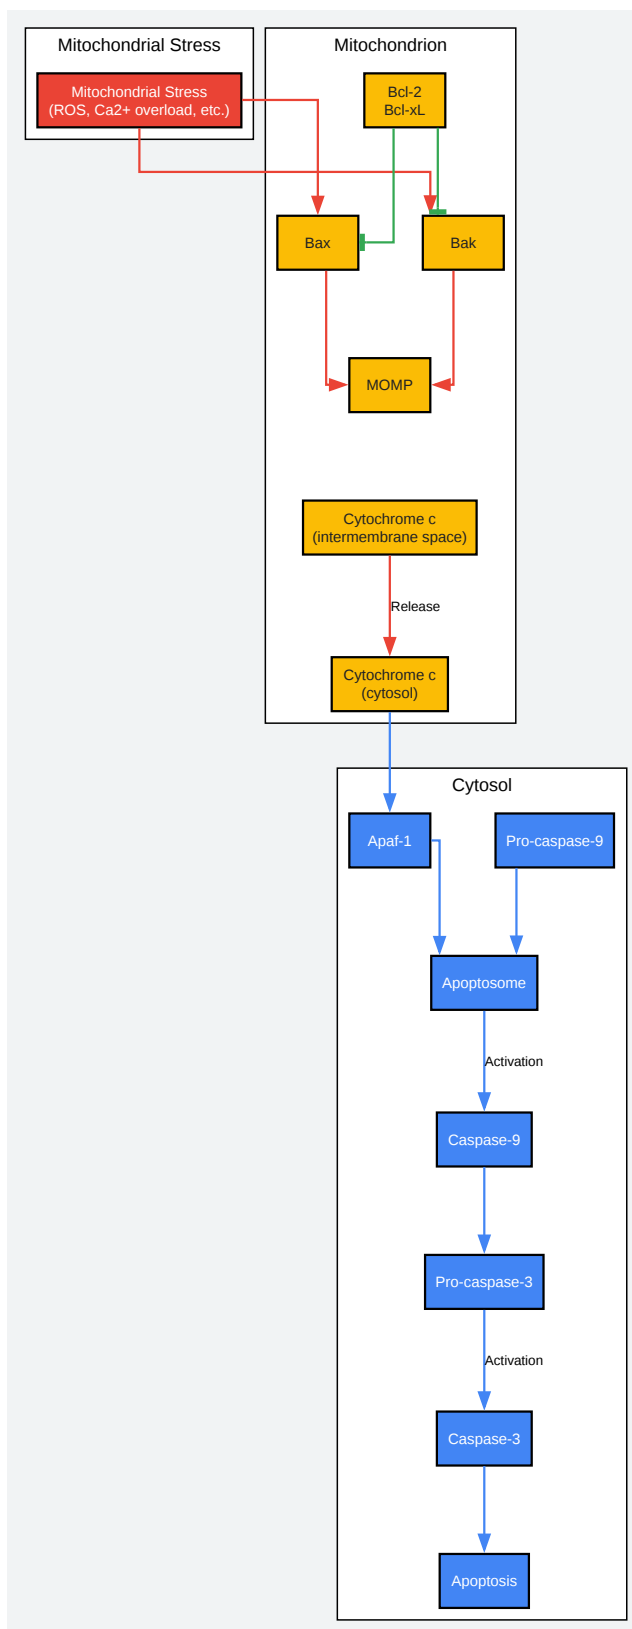 Mitochondrial Stress
Mitochondrial Stress
(ROS, Ca2+ overload, etc.)
Mitochondrion
Bcl-2
Bcl-xL
Bax
Bak
MOMP
Cytochrome c
(intermembrane space)
Release
Cytochrome c
(cytosol)
Cytosol
Apaf-1
Pro-caspase-9
Apoptosome
Activation
Caspase-9
Pro-caspase-3
Activation
Caspase-3
Apoptosis